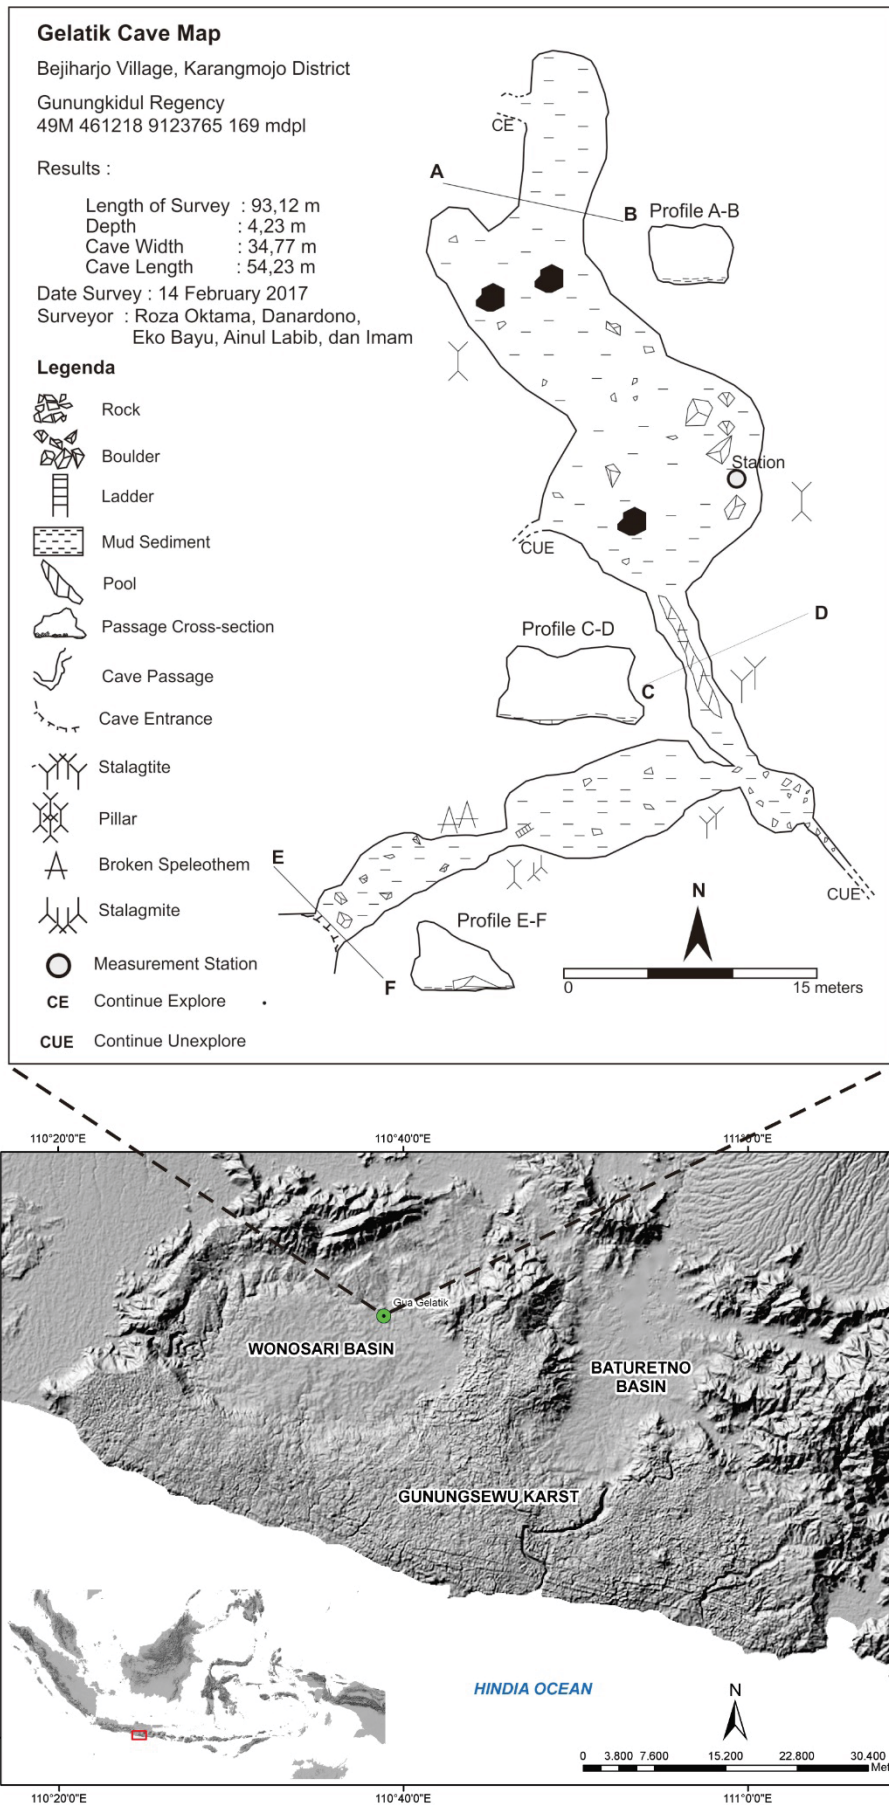 Gelatik Cave Map
Bejiharjo Village, Karangmojo District
Gunungkidul Regency
49M 461218 9123765 169 mdpl
Results :
Length of Survey : 93,12 m
Depth : 4,23 m
Cave Width : 34,77 m
Cave Length : 54,23 m
Date Survey : 14 February 2017
Surveyor : Roza Oktama, Danardono,
Eko Bayu, Ainul Labib, dan Imam
Legenda
Rock
Boulder
Ladder
Mud Sediment
Pool
Passage Cross-section
Cave Passage
Cave Entrance
Stalagtite
Pillar
Broken Speleothem
Stalagmite
Measurement Station
CE Continue Explore
CUE Continue Unexplore
CE
A
B
Profile A-B
Station
CUE
D
Profile C-D
C
E
CUE
Profile E-F
F
N
0 15 meters
110°20'0"E 110°40'0"E 111°0'0"E
Gua Gelatik
WONOSARI BASIN
BATURETNO
BASIN
GUNUNGSEWU KARST
HINDIA OCEAN
N
0 3.800 7.600 15.200 22.800 30.400
Met
110°20'0"E 110°40'0"E 111°0'0"E